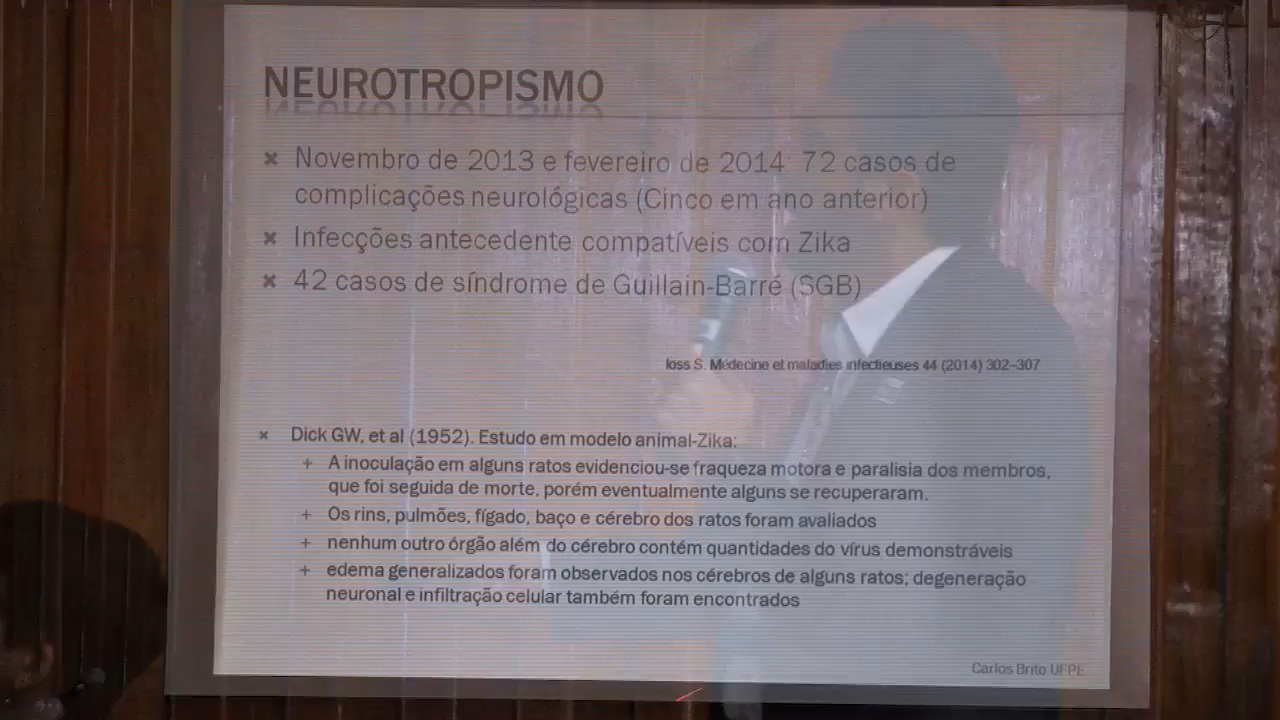 NEUROTROPISMO
Novembro de 2013 e fevereiro de 2014 72 casos de
complicações neurológicas (Cinco em ano anterior)
Infecções antecedente compatíveis com Zika
42 casos de síndrome de Guillain-Barré (SGB)
Ioss S. Médecine et maladies infectieuses 44 (2014) 302–307
Dick GW, et al (1952). Estudo em modelo animal-Zika:
+ A inoculação em alguns ratos evidenciou-se fraqueza motora e paralisia dos membros,
que foi seguida de morte, porém eventualmente alguns se recuperaram.
+ Os rins, pulmões, fígado, baço e cérebro dos ratos foram avaliados
+ nenhum outro órgão além do cérebro contém quantidades do vírus demonstráveis
+ edema generalizados foram observados nos cérebros de alguns ratos; degeneração
neuronal e infiltração celular também foram encontrados
Carlos Brito UFPE